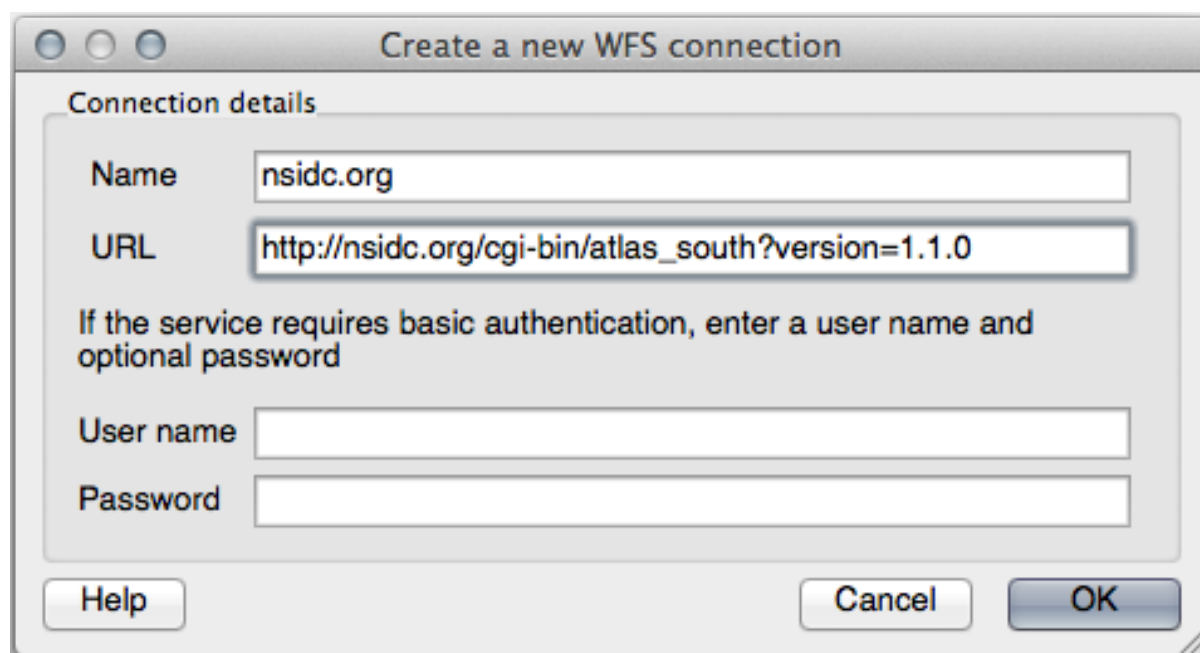 Create a new WFS connection
Connection details
Name
nsidc.org
URL
http://nsidc.org/cgi-bin/atlas_south?version=1.1.0
If the service requires basic authentication, enter a user name and
optional password
User name
Password
Help
Cancel
OK